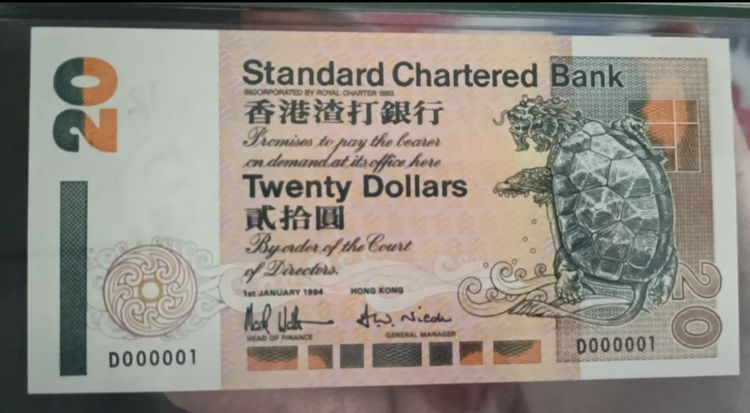 20
Standard Chartered Bank
INCORPORATED BY ROYAL CHARTER 1853
香港渣打銀行
Promises to pay the bearer
on demand at its office here
Twenty Dollars
貳拾圓
By order of the Court
of Directors.
1st JANUARY 1994 HONG KONG
HEAD OF FINANCE GENERAL MANAGER
D000001 D000001
20